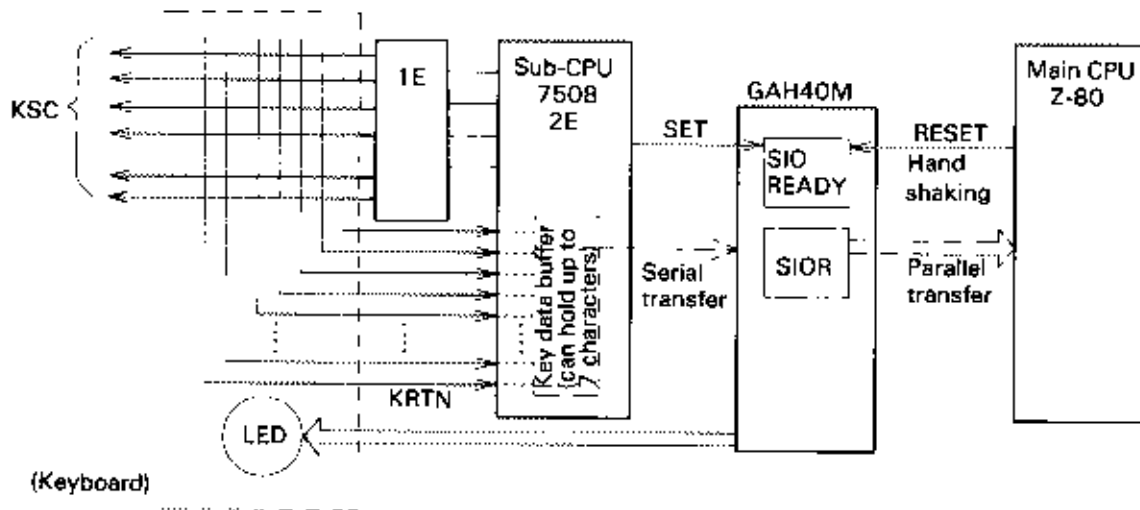 KSC
1E
Sub-CPU
7508
2E
SET
GAH40M
SIO
READY
RESET
Hand
shaking
Main CPU
Z-80
Key data buffer
(can hold up to
7 characters)
Serial
transfer
SIOR
Parallel
transfer
KRTN
LED
(Keyboard)